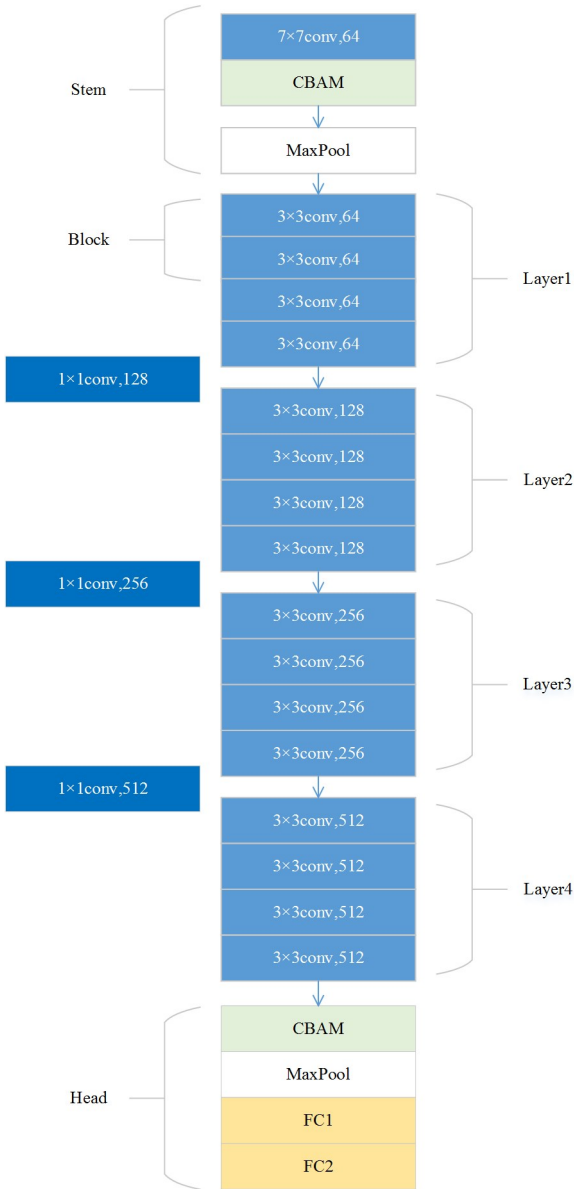 7×7conv,64
CBAM
Stem
MaxPool
3×3conv,64
Block
3×3conv,64
Layer1
3×3conv,64
3×3conv,64
1×1conv,128
3×3conv,128
3×3conv,128
Layer2
3×3conv,128
3×3conv,128
1×1conv,256
3×3conv,256
3×3conv,256
Layer3
3×3conv,256
3×3conv,256
1×1conv,512
3×3conv,512
3×3conv,512
Layer4
3×3conv,512
3×3conv,512
CBAM
MaxPool
Head
FC1
FC2